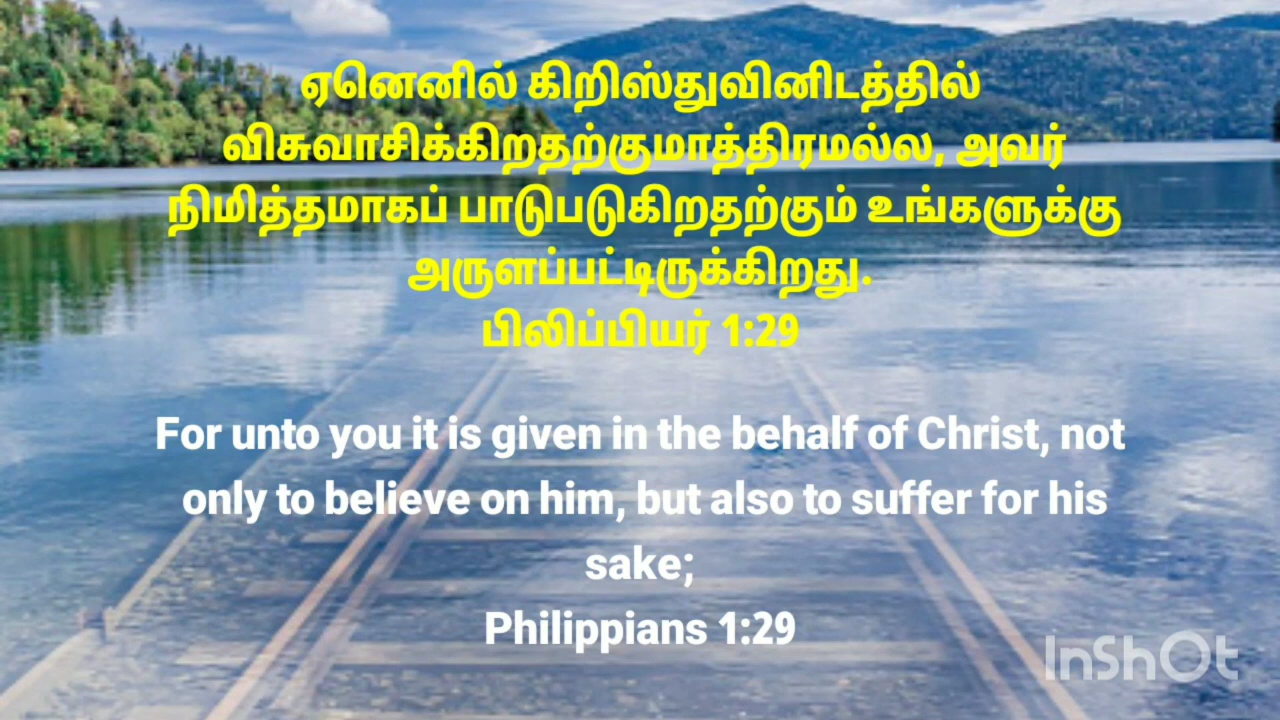 ஏனெனில் கிறிஸ்துவினிடத்தில்
விசுவாசிக்கிறதற்குமாத்திரமல்ல, அவர்
நிமித்தமாகப் பாடுபடுகிறதற்கும் உங்களுக்கு
அருளப்பட்டிருக்கிறது.
பிலிப்பியர் 1:29
For unto you it is given in the behalf of Christ, not
only to believe on him, but also to suffer for his
sake;
Philippians 1:29
InShOt